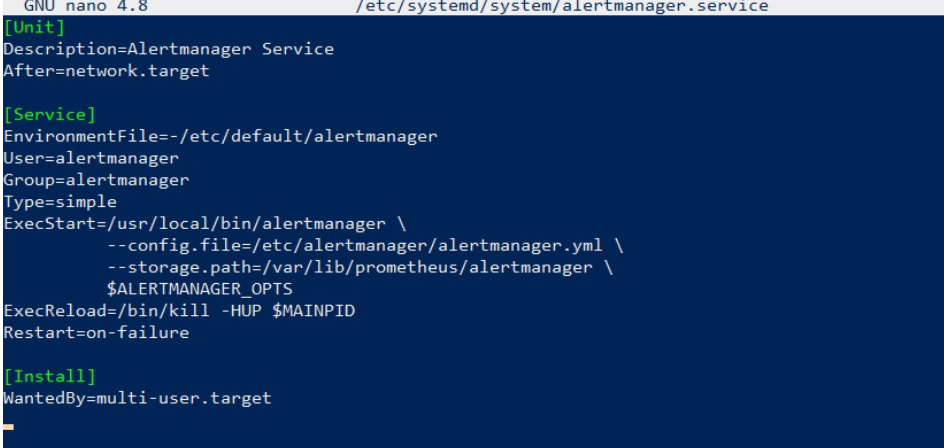 GNU nano 4.8 /etc/systemd/system/alertmanager.service
[Unit]
Description=Alertmanager Service
After=network.target
[Service]
EnvironmentFile=-/etc/default/alertmanager
User=alertmanager
Group=alertmanager
Type=simple
ExecStart=/usr/local/bin/alertmanager \
--config.file=/etc/alertmanager/alertmanager.yml \
--storage.path=/var/lib/prometheus/alertmanager \
$ALERTMANAGER_OPTS
ExecReload=/bin/kill -HUP $MAINPID
Restart=on-failure
[Install]
WantedBy=multi-user.target